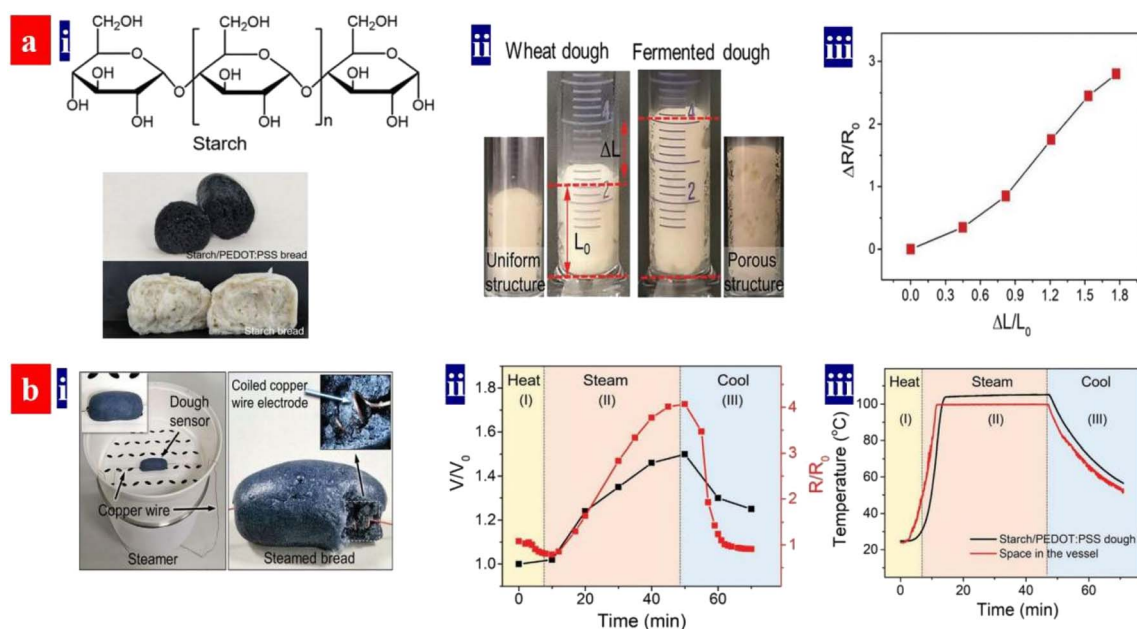 a
i
CH₂OH
CH₂OH
CH₂OH
O
O
O
OH
OH
OH
OH
O
O
OH
OH
OH
OH
n
Starch
Starch/PEDOT:PSS bread
Starch bread
ii
Wheat dough
Fermented dough
4
4
ΔL
2
2
L₀
Uniform
structure
Porous
structure
iii
ΔR/R₀
3
2
1
0
0.0 0.3 0.6 0.9 1.2 1.5 1.8
ΔL/L₀
b
i
Dough
sensor
Copper wire
Steamer
Coiled copper
wire electrode
Steamed bread
ii
Heat
(I)
Steam
(II)
Cool
(III)
V/V₀
1.8
1.6
1.4
1.2
1.0
R/R₀
4
3
2
1
0
0 20 40 60
Time (min)
iii
Heat
(I)
Steam
(II)
Cool
(III)
Temperature (°C)
100
80
60
40
20
Starch/PEDOT:PSS dough
Space in the vessel
0 20 40 60
Time (min)